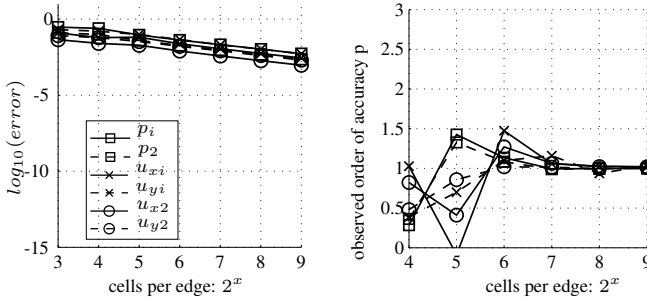 0
-5
-10
-15
log10(error)
p_i
p_2
u_xi
u_yi
u_x2
u_y2
3 4 5 6 7 8 9
cells per edge: 2^x
3
2.5
2
1.5
1
0.5
0
observed order of accuracy p
4 5 6 7 8 9
cells per edge: 2^x